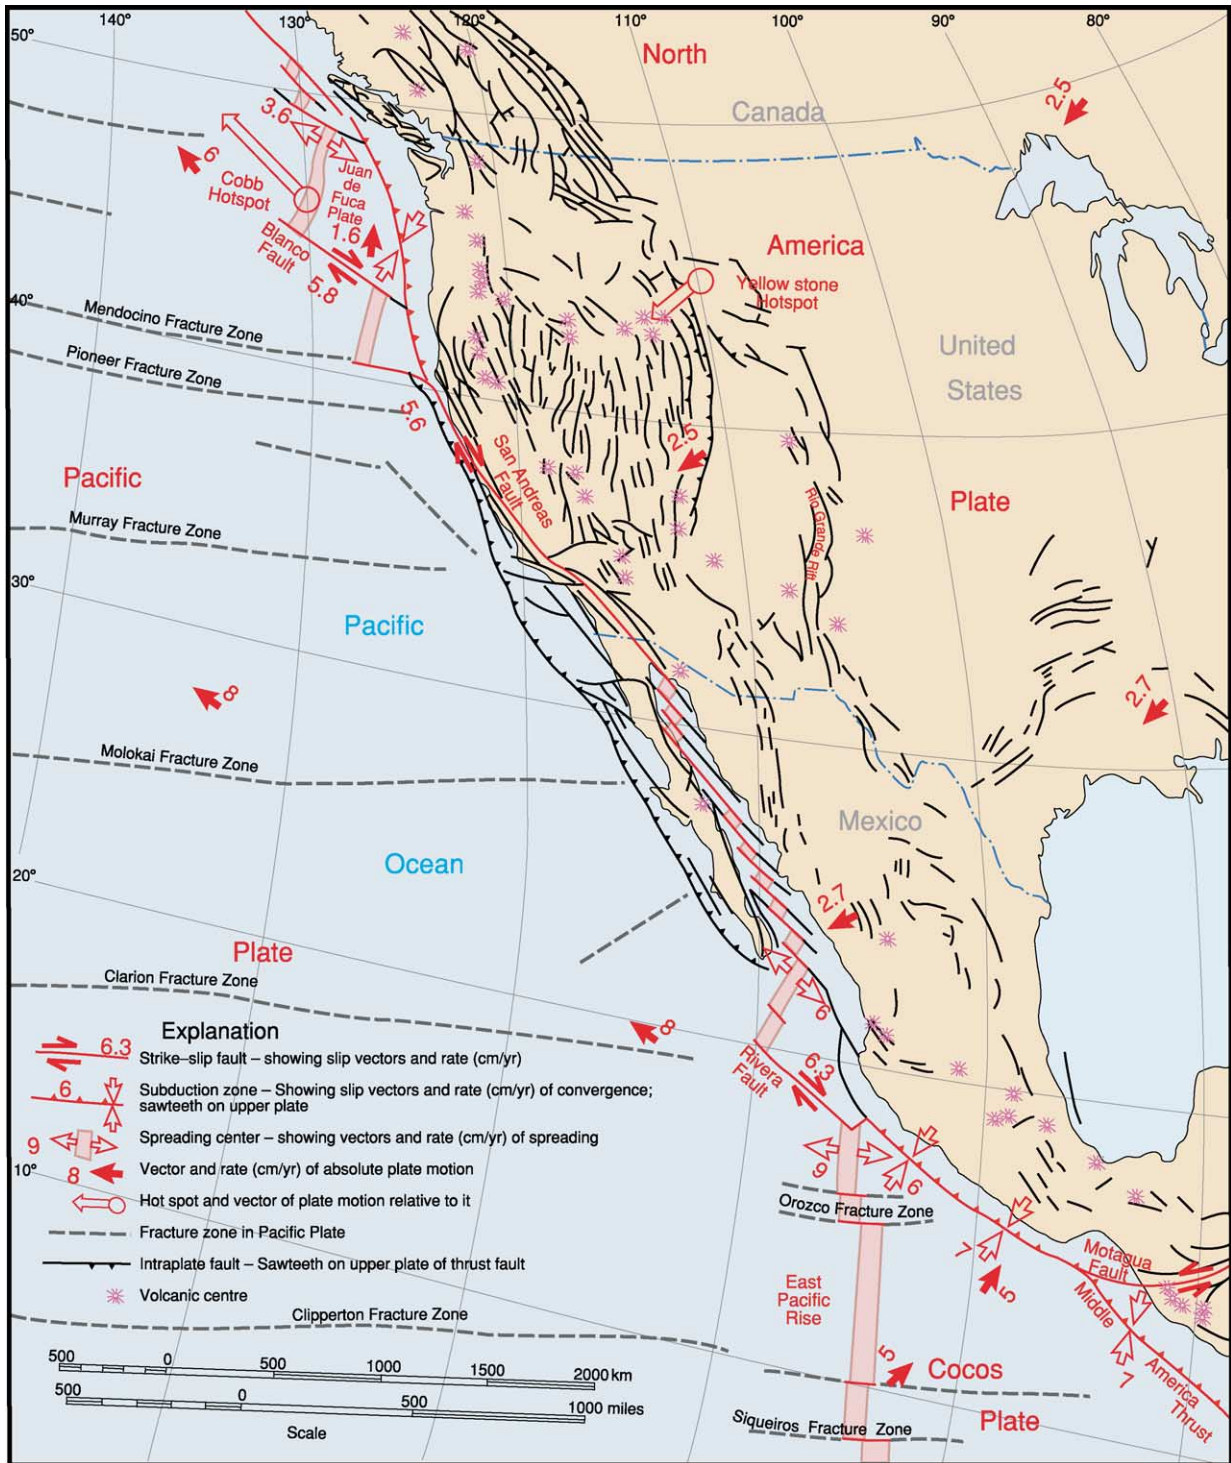 140°
130°
120°
110°
100°
90°
80°
50°
North
Canada
2.5
3.6
6
Cobb
Hotspot
Juan
de
Fuca
Plate
1.6
Blanco
Fault
5.8
America
Yellow stone
Hotspot
40°
Mendocino Fracture Zone
Pioneer Fracture Zone
United
States
5.6
San Andreas
Fault
2.5
Pacific
Plate
Rio Grande Rift
Murray Fracture Zone
30°
Pacific
8
2.7
Molokai Fracture Zone
Mexico
Ocean
20°
2.7
Plate
Clarion Fracture Zone
6
8
Rivera
Fault
6.3
Explanation
6.3
Strike–slip fault – showing slip vectors and rate (cm/yr)
6
Subduction zone – Showing slip vectors and rate (cm/yr) of convergence;
sawteeth on upper plate
9
Spreading center – showing vectors and rate (cm/yr) of spreading
10°
8
Vector and rate (cm/yr) of absolute plate motion
Hot spot and vector of plate motion relative to it
Fracture zone in Pacific Plate
Intraplate fault – Sawteeth on upper plate of thrust fault
Volcanic centre
9
6
Orozco Fracture Zone
7
5
Motagua
Fault
Middle
America
Thrust
7
East
Pacific
Rise
Clipperton Fracture Zone
5
Cocos
Plate
Siqueiros Fracture Zone
500
0
500
1000
1500
2000 km
500
0
500
1000 miles
Scale